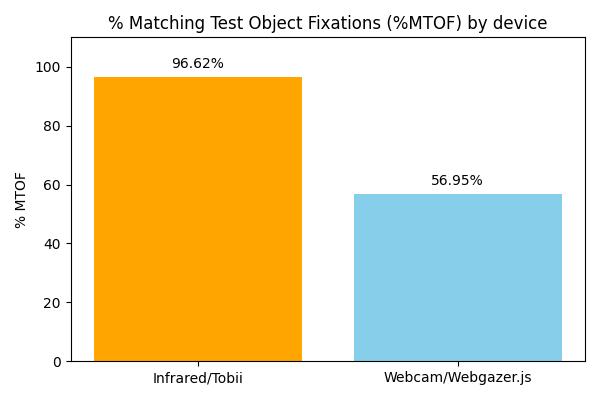 % Matching Test Object Fixations (%MTOF) by device
% MTOF
100
80
60
40
20
0
96.62%
56.95%
Infrared/Tobii
Webcam/Webgazer.js